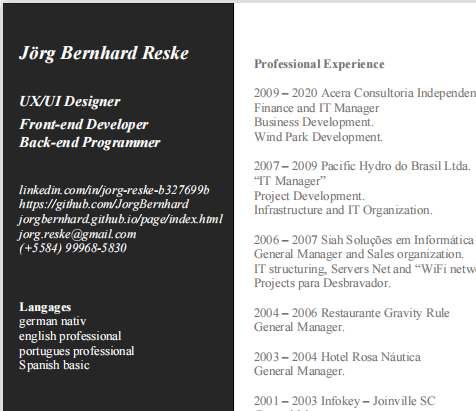 Jörg Bernhard Reske
UX/UI Designer
Front-end Developer
Back-end Programmer
linkedin.com/in/jorg-reske-b327699b
https://github.com/JorgBernhard
jorgbernhard.github.io/page/index.html
jorg.reske@gmail.com
(+5584) 99968-5830
Langages
german nativ
english professional
portugues professional
Spanish basic
Professional Experience
2009 – 2020 Acera Consultoria Independen
Finance and IT Manager
Business Development.
Wind Park Development.
2007 – 2009 Pacific Hydro do Brasil Ltda.
“IT Manager”
Project Development.
Infrastructure and IT Organization.
2006 – 2007 Siah Soluções em Informática
General Manager and Sales organization.
IT structuring, Servers Net and “WiFi netw
Projects para Desbravador.
2004 – 2006 Restaurante Gravity Rule
General Manager.
2003 – 2004 Hotel Rosa Náutica
General Manager.
2001 – 2003 Infokey – Joinville SC